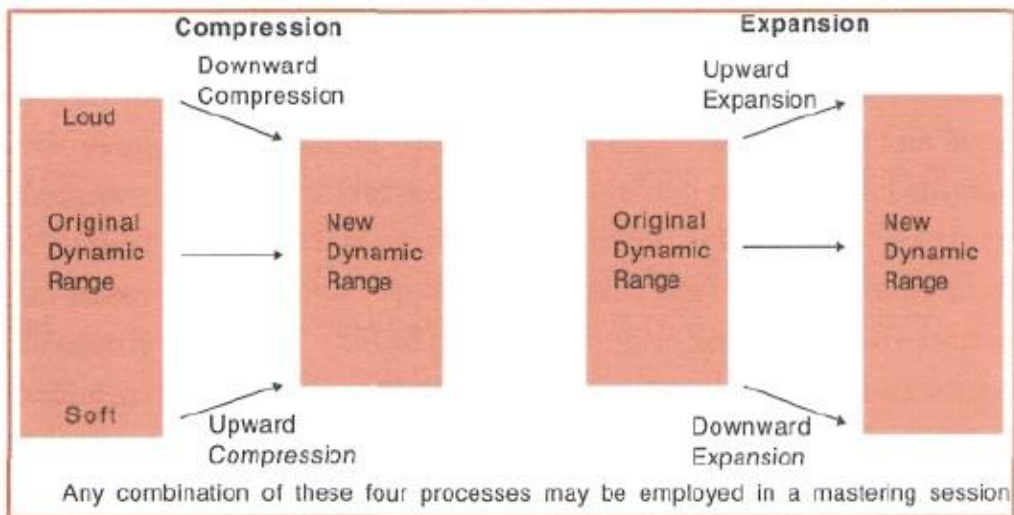 Compression
Downward
Compression
Loud
Original
Dynamic
Range
New
Dynamic
Range
Soft
Upward
Compression
Expansion
Upward
Expansion
Original
Dynamic
Range
New
Dynamic
Range
Downward
Expansion
Any combination of these four processes may be employed in a mastering session